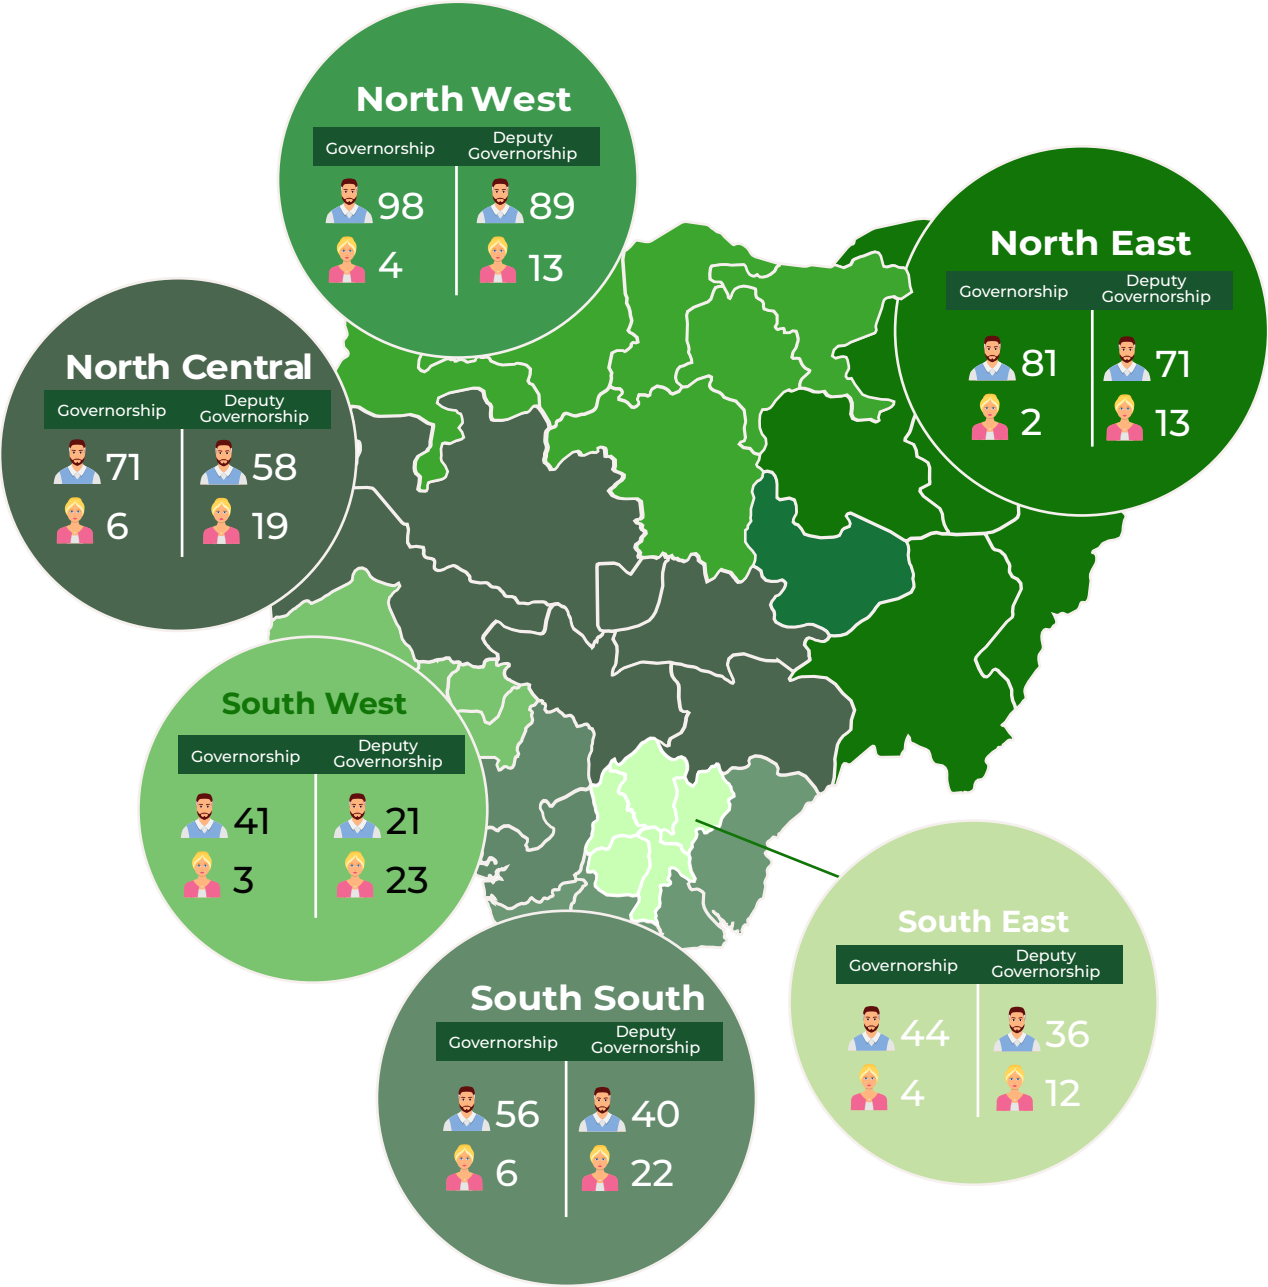 North West
Governorship
Deputy
Governorship
98
89
4
13
North East
Governorship
Deputy
Governorship
81
71
2
13
North Central
Governorship
Deputy
Governorship
71
58
6
19
South West
Governorship
Deputy
Governorship
41
21
3
23
South East
Governorship
Deputy
Governorship
44
36
4
12
South South
Governorship
Deputy
Governorship
56
40
6
22